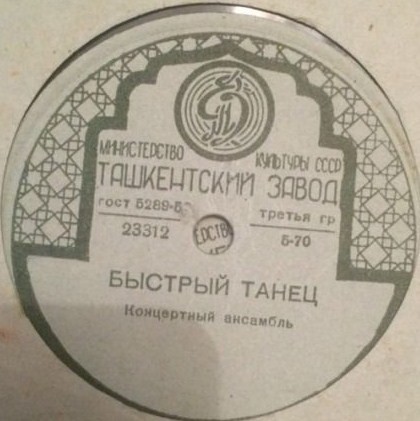 МИНИСТЕРСТВО КУЛЬТУРЫ СССР
ТАШКЕНТСКИЙ ЗАВОД
ГОСТ 5289-5 третья гр
23312 5-70
БЫСТРЫЙ ТАНЕЦ
Концертный ансамбль